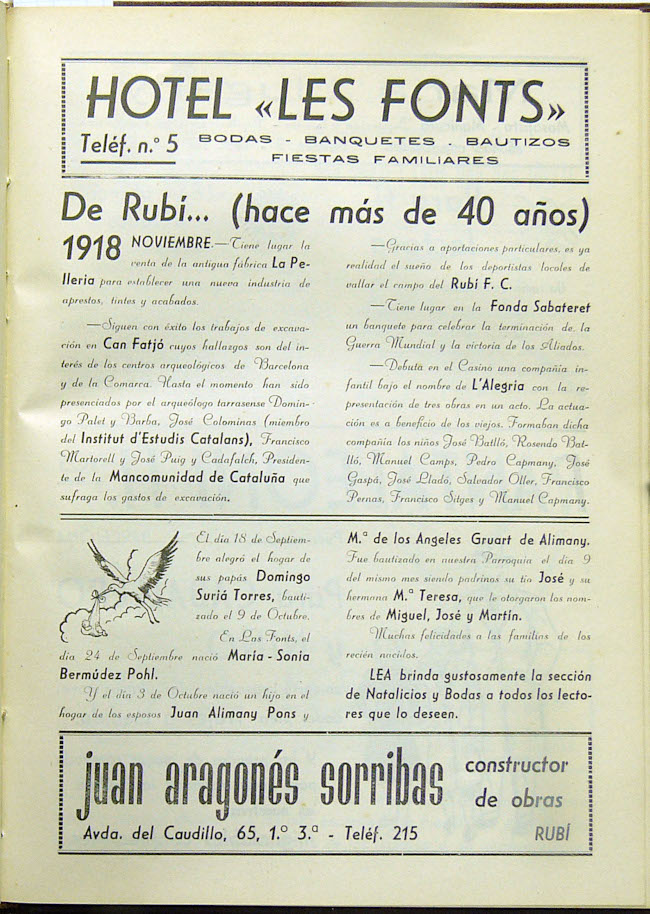 HOTEL «LES FONTS»
Teléf. n.º 5
BODAS - BANQUETES . BAUTIZOS
FIESTAS FAMILIARES
De Rubí... (hace más de 40 años)
1918 NOVIEMBRE.—Tiene lugar la
venta de la antigua fábrica La Pe-
lleria para establecer una nueva industria de
aprestos, tintes y acabados.
—Siguen con éxito los trabajos de excava-
ción en Can Fatjó cuyos hallazgos son del in-
terés de los centros arqueológicos de Barcelona
y de la Comarca. Hasta el momento han sido
presenciados por el arqueólogo tarrasense Domin-
go Palet y Barba, José Colominas (miembro
del Institut d'Estudis Catalans), Francisco
Martorell y José Puig y Cadafalch, Presiden-
te de la Mancomunidad de Cataluña que
sufraga los gastos de excavación.
—Gracias a aportaciones particulares, es ya
realidad el sueño de los deportistas locales de
vallar el campo del Rubí F. C.
—Tiene lugar en la Fonda Sabateret
un banquete para celebrar la terminación de la
Guerra Mundial y la victoria de los Aliados.
—Debuta en el Casino una compañía in-
fantil bajo el nombre de L'Alegria con la re-
presentación de tres obras en un acto. La actua-
ción es a beneficio de los viejos. Formaban dicha
compañía los niños José Batlló, Rosendo Bat-
lló, Manuel Camps, Pedro Capmany, José
Gaspá, José Lladó, Salvador Oller, Francisco
Pernas, Francisco Sitges y Manuel Capmany.
El día 18 de Septiem-
bre alegró el hogar de
sus papás Domingo
Suriá Torres, bauti-
zado el 9 de Octubre.
En Las Fonts, el
día 24 de Septiembre nació María - Sonia
Bermúdez Pohl.
Y el día 3 de Octubre nació un hijo en el
hogar de los esposos Juan Alimany Pons y
M.ª de los Angeles Gruart de Alimany.
Fue bautizado en nuestra Parroquia el día 9
del mismo mes siendo padrinos su tío José y su
hermana M.ª Teresa, que le otorgaron los nom-
bres de Miguel, José y Martín.
Muchas felicidades a las familias de los
recién nacidos.
LEA brinda gustosamente la sección
de Natalicios y Bodas a todos los lecto-
res que lo deseen.
juan aragonés sorribas
constructor
de obras
RUBÍ
Avda. del Caudillo, 65, 1.º 3.ª - Teléf. 215